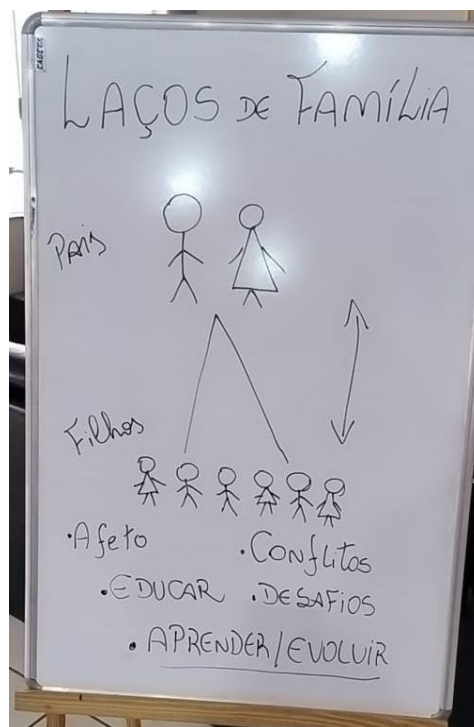 LAÇOS DE FAMÍLIA
PAIS
Filhos
• Afeto
• CONflITOS
• EDUCAR
• DESAFIOS
• APRENDER/EVOLUIR